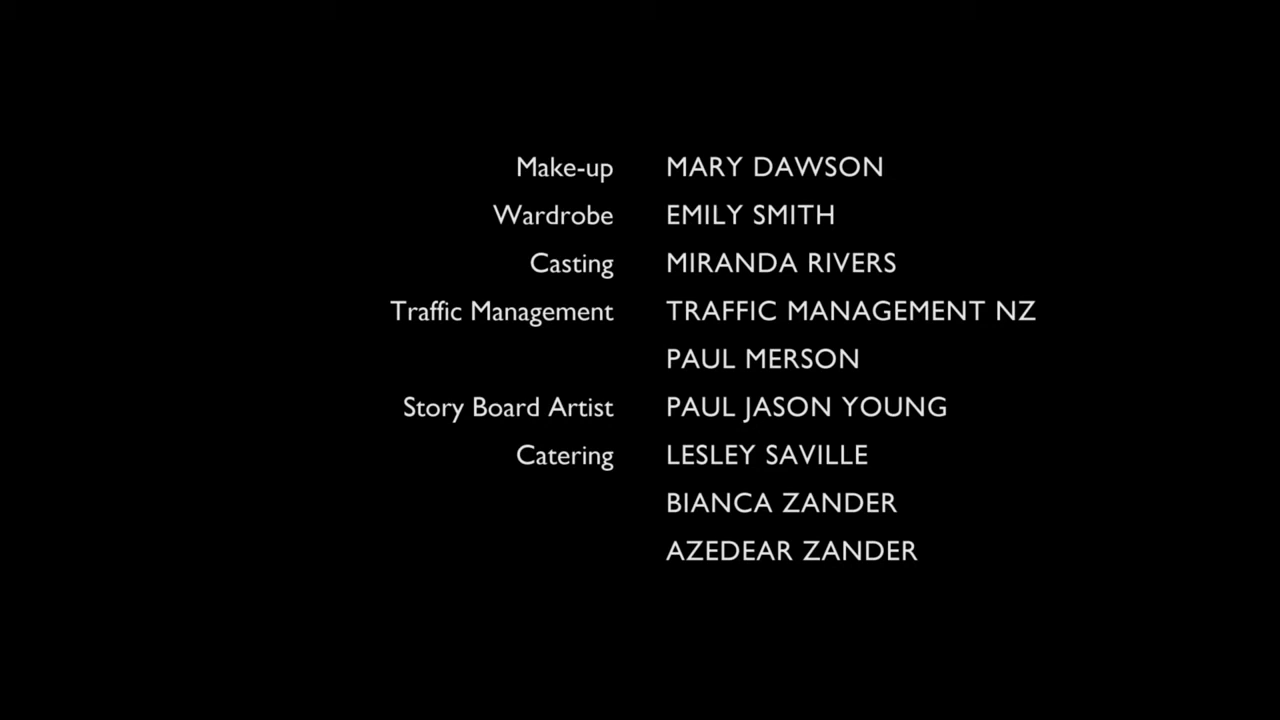 Make-up MARY DAWSON
Wardrobe EMILY SMITH
Casting MIRANDA RIVERS
Traffic Management TRAFFIC MANAGEMENT NZ
PAUL MERSON
Story Board Artist PAUL JASON YOUNG
Catering LESLEY SAVILLE
BIANCA ZANDER
AZEDEAR ZANDER